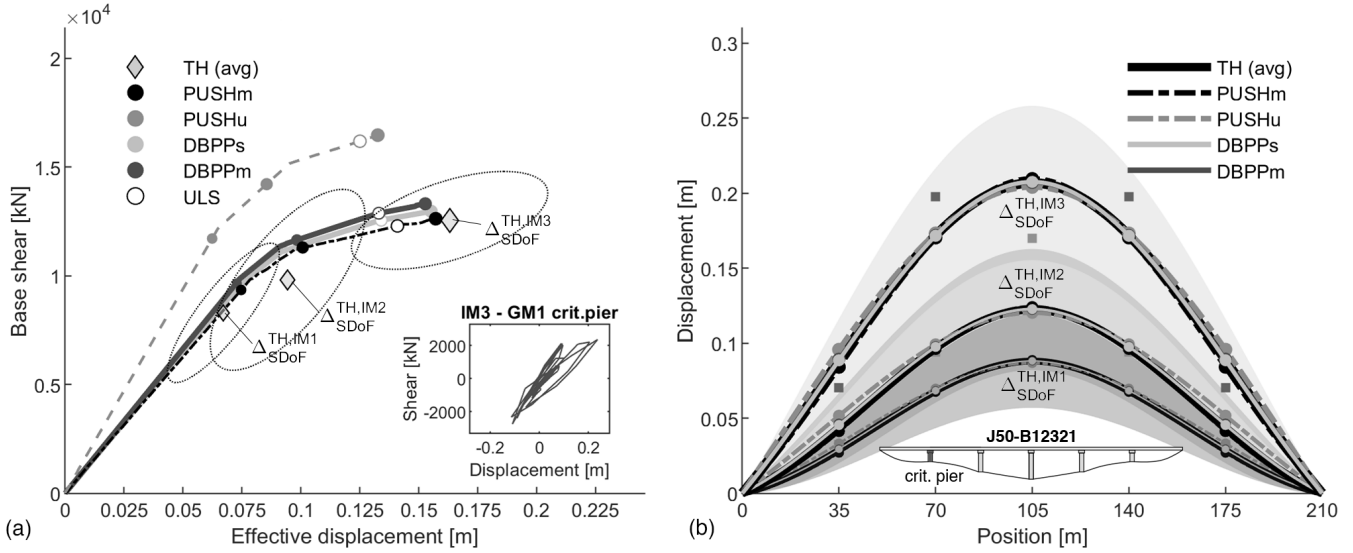 ×10⁴
2
1.5
1
0.5
0
Base shear [kN]
TH (avg)
PUSHm
PUSHu
DBPPs
DBPPm
ULS
Δ TH,IM3 SDoF
Δ TH,IM2 SDoF
Δ TH,IM1 SDoF
IM3 - GM1 crit.pier
2000
0
-2000
Shear [kN]
-0.2 0 0.2
Displacement [m]
0 0.025 0.05 0.075 0.1 0.125 0.15 0.175 0.2 0.225
Effective displacement [m]
(a)
0.3
0.25
0.2
0.15
0.1
0.05
0
Displacement [m]
TH (avg)
PUSHm
PUSHu
DBPPs
DBPPm
Δ TH,IM3 SDoF
Δ TH,IM2 SDoF
Δ TH,IM1 SDoF
J50-B12321
crit. pier
0 35 70 105 140 175 210
Position [m]
(b)